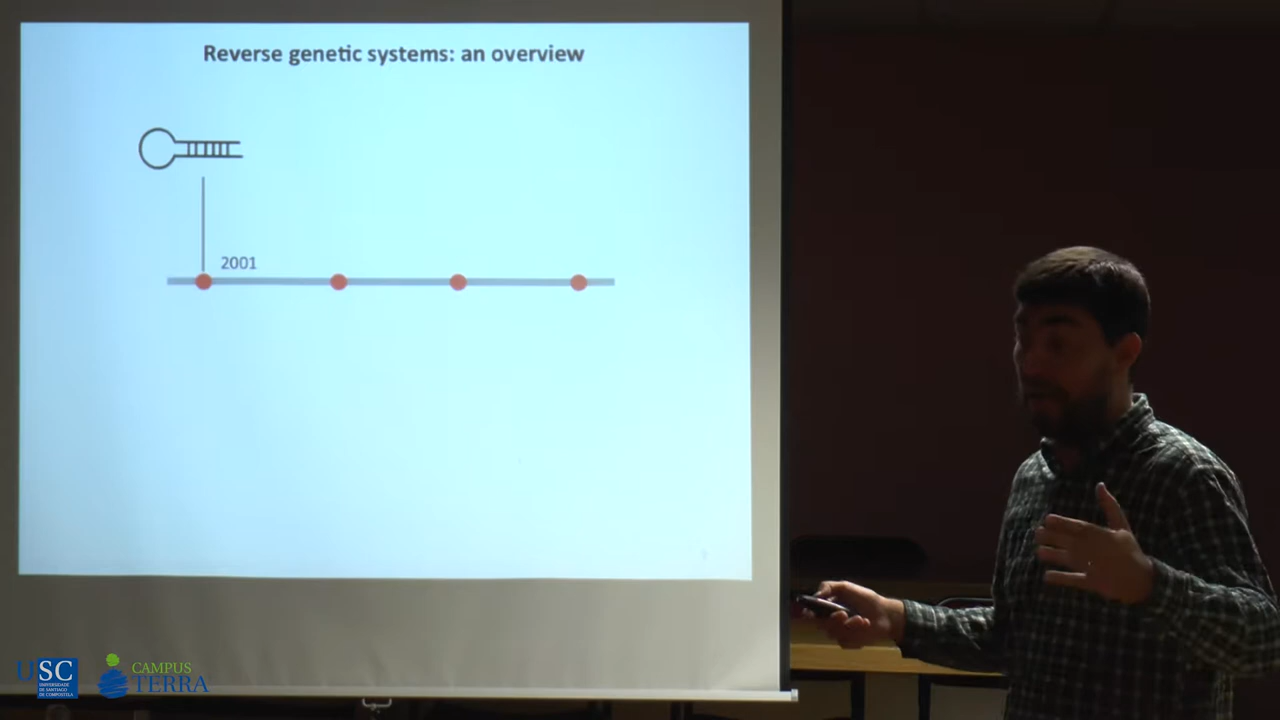 Reverse genetic systems: an overview
2001
USC
UNIVERSIDADE
DE SANTIAGO
DE COMPOSTELA
CAMPUS
TERRA